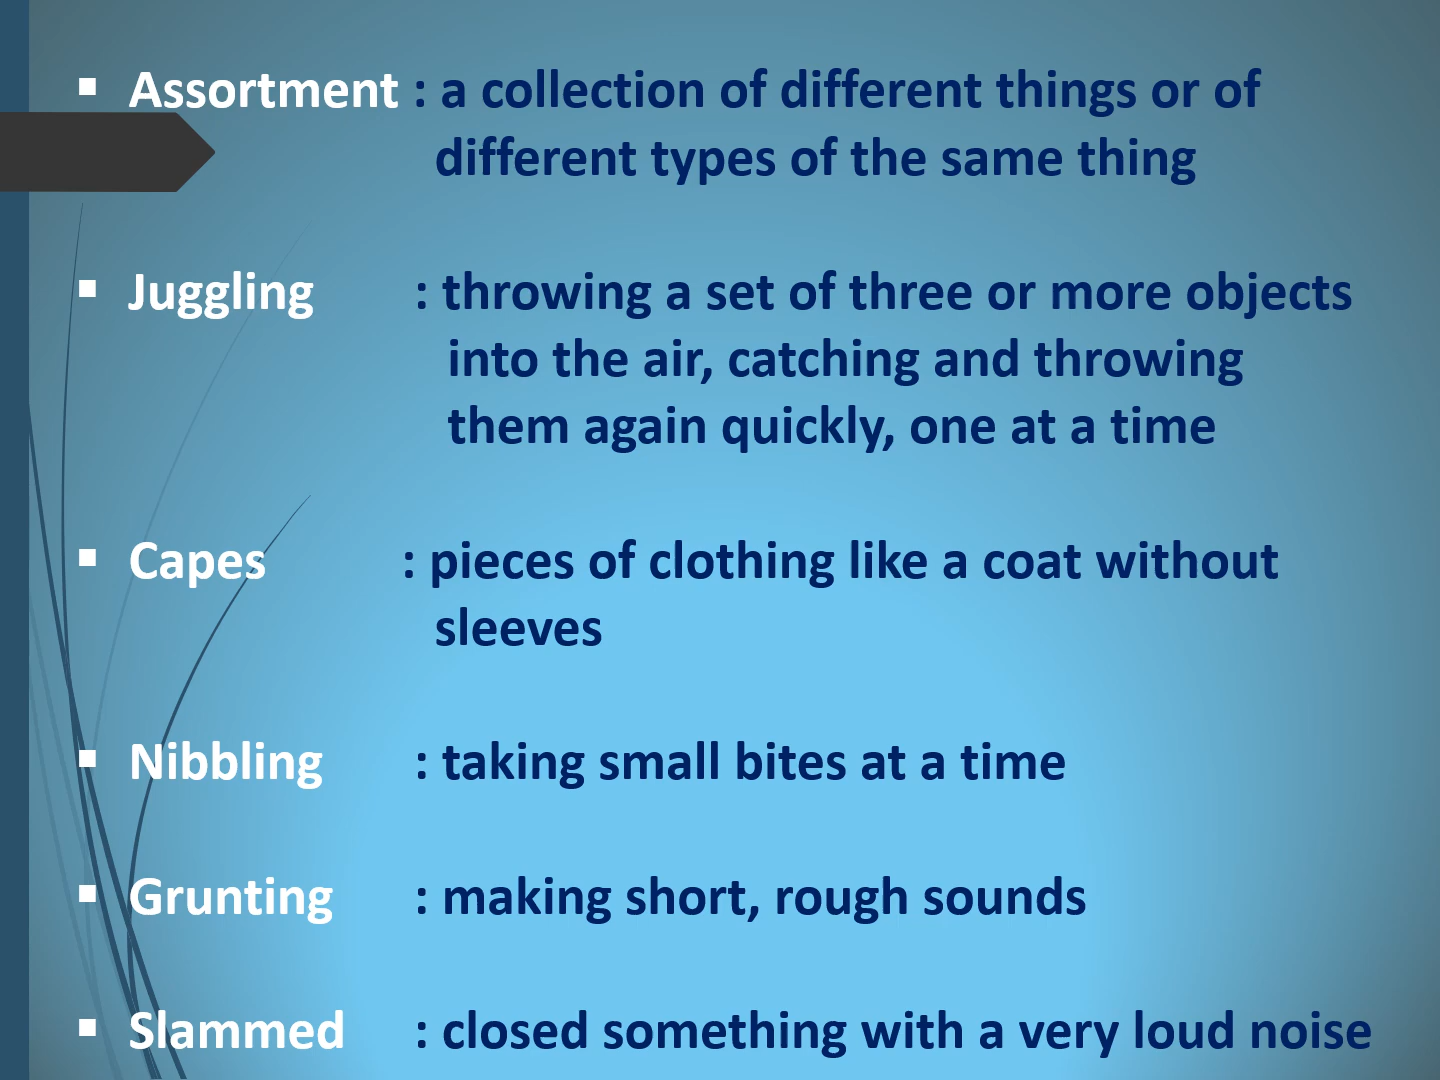 ▪ Assortment : a collection of different things or of
different types of the same thing
▪ Juggling : throwing a set of three or more objects
into the air, catching and throwing
them again quickly, one at a time
▪ Capes : pieces of clothing like a coat without
sleeves
▪ Nibbling : taking small bites at a time
▪ Grunting : making short, rough sounds
▪ Slammed : closed something with a very loud noise